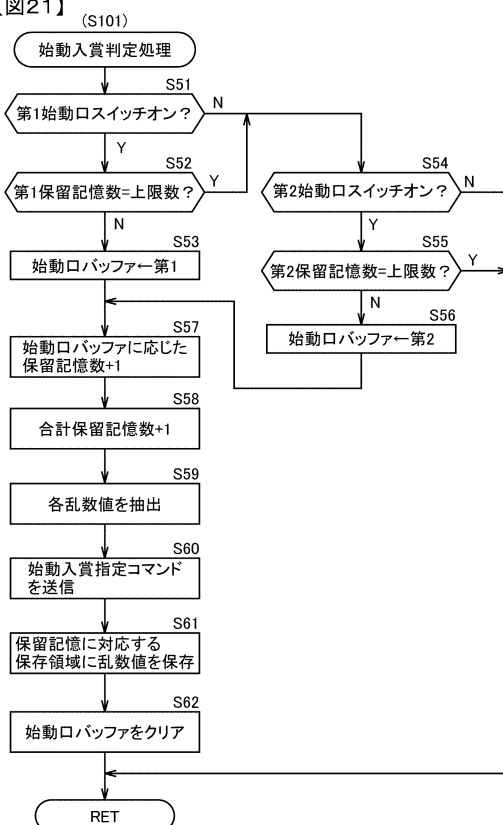 【図21】
(S101)
始動入賞判定処理
S51
第1始動口スイッチオン？
N
Y
S52
第1保留記憶数=上限数？
Y
N
S53
始動口バッファ←第1
S54
第2始動口スイッチオン？
N
Y
S55
第2保留記憶数=上限数？
Y
N
S56
始動口バッファ←第2
S57
始動口バッファに応じた
保留記憶数+1
S58
合計保留記憶数+1
S59
各乱数値を抽出
S60
始動入賞指定コマンド
を送信
S61
保留記憶に対応する
保存領域に乱数値を保存
S62
始動口バッファをクリア
RET